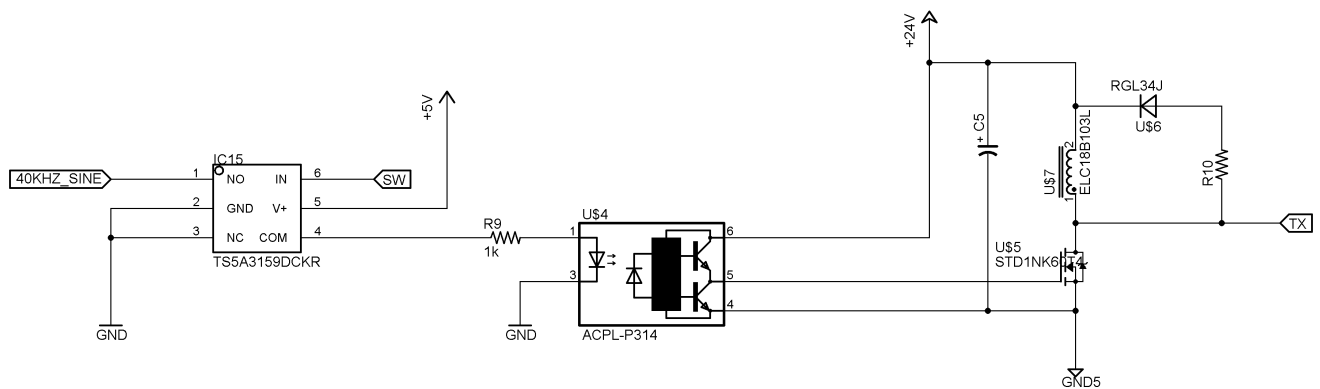 +24V
RGL34J
U$6
+ C5
2
ELC18B103L
U$7
1
R10
+5V
IC15
40KHZ_SINE
1 NO IN 6
SW
2 GND V+ 5
3 NC COM 4
TS5A3159DCKR
GND
R9
1k
U$4
1
3
6
5
4
ACPL-P314
GND
TX
U$5
STD1NK60T4
GND5